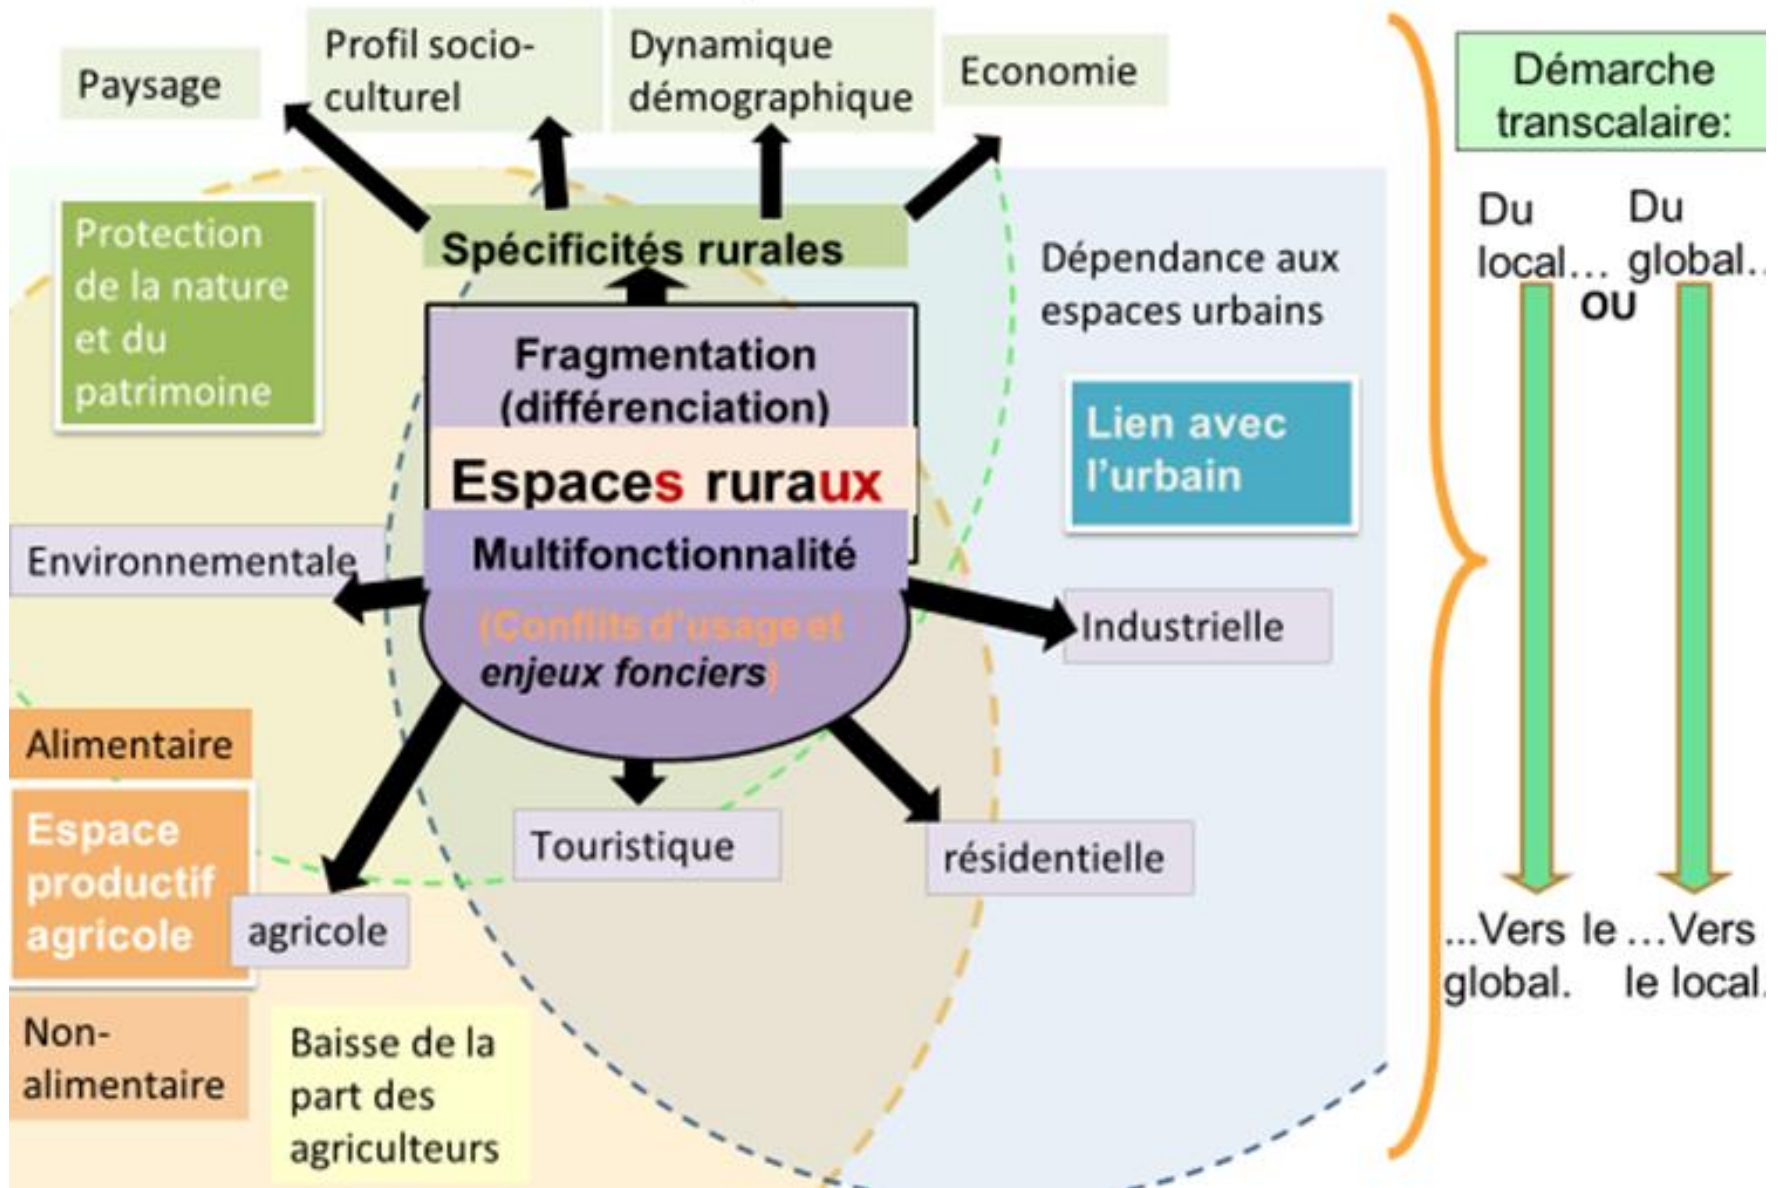 Paysage
Profil socio-
culturel
Dynamique
démographique
Economie
Démarche
transcalaire:
Du
local…
OU
Du
global…
...Vers le
global.
…Vers
le local.
Protection
de la nature
et du
patrimoine
Spécificités rurales
Dépendance aux
espaces urbains
Fragmentation
(différenciation)
Espaces ruraux
Multifonctionnalité
(Conflits d'usage et
enjeux fonciers)
Lien avec
l'urbain
Environnementale
Industrielle
Alimentaire
Espace
productif
agricole
agricole
Touristique
résidentielle
Non-
alimentaire
Baisse de la
part des
agriculteurs